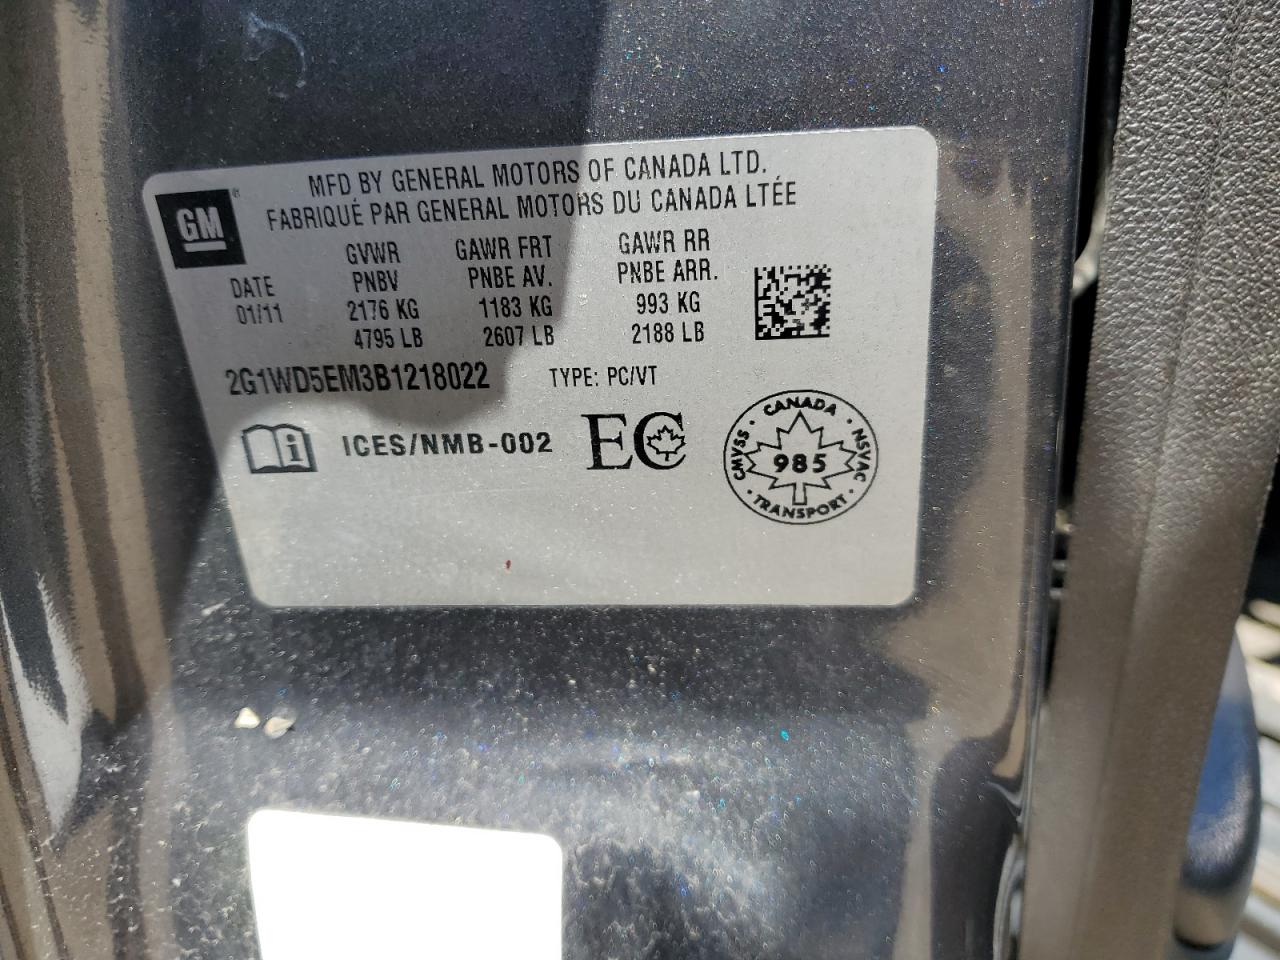 MFD BY GENERAL MOTORS OF CANADA LTD.
FABRIQUÉ PAR GENERAL MOTORS DU CANADA LTÉE
GM
GVWR GAWR FRT GAWR RR
DATE PNBV PNBE AV. PNBE ARR.
01/11 2176 KG 1183 KG 993 KG
4795 LB 2607 LB 2188 LB
2G1WD5EM3B1218022 TYPE: PC/VT
i ICES/NMB-002 EC
CANADA
CMVSS 985 NSVAC
TRANSPORT